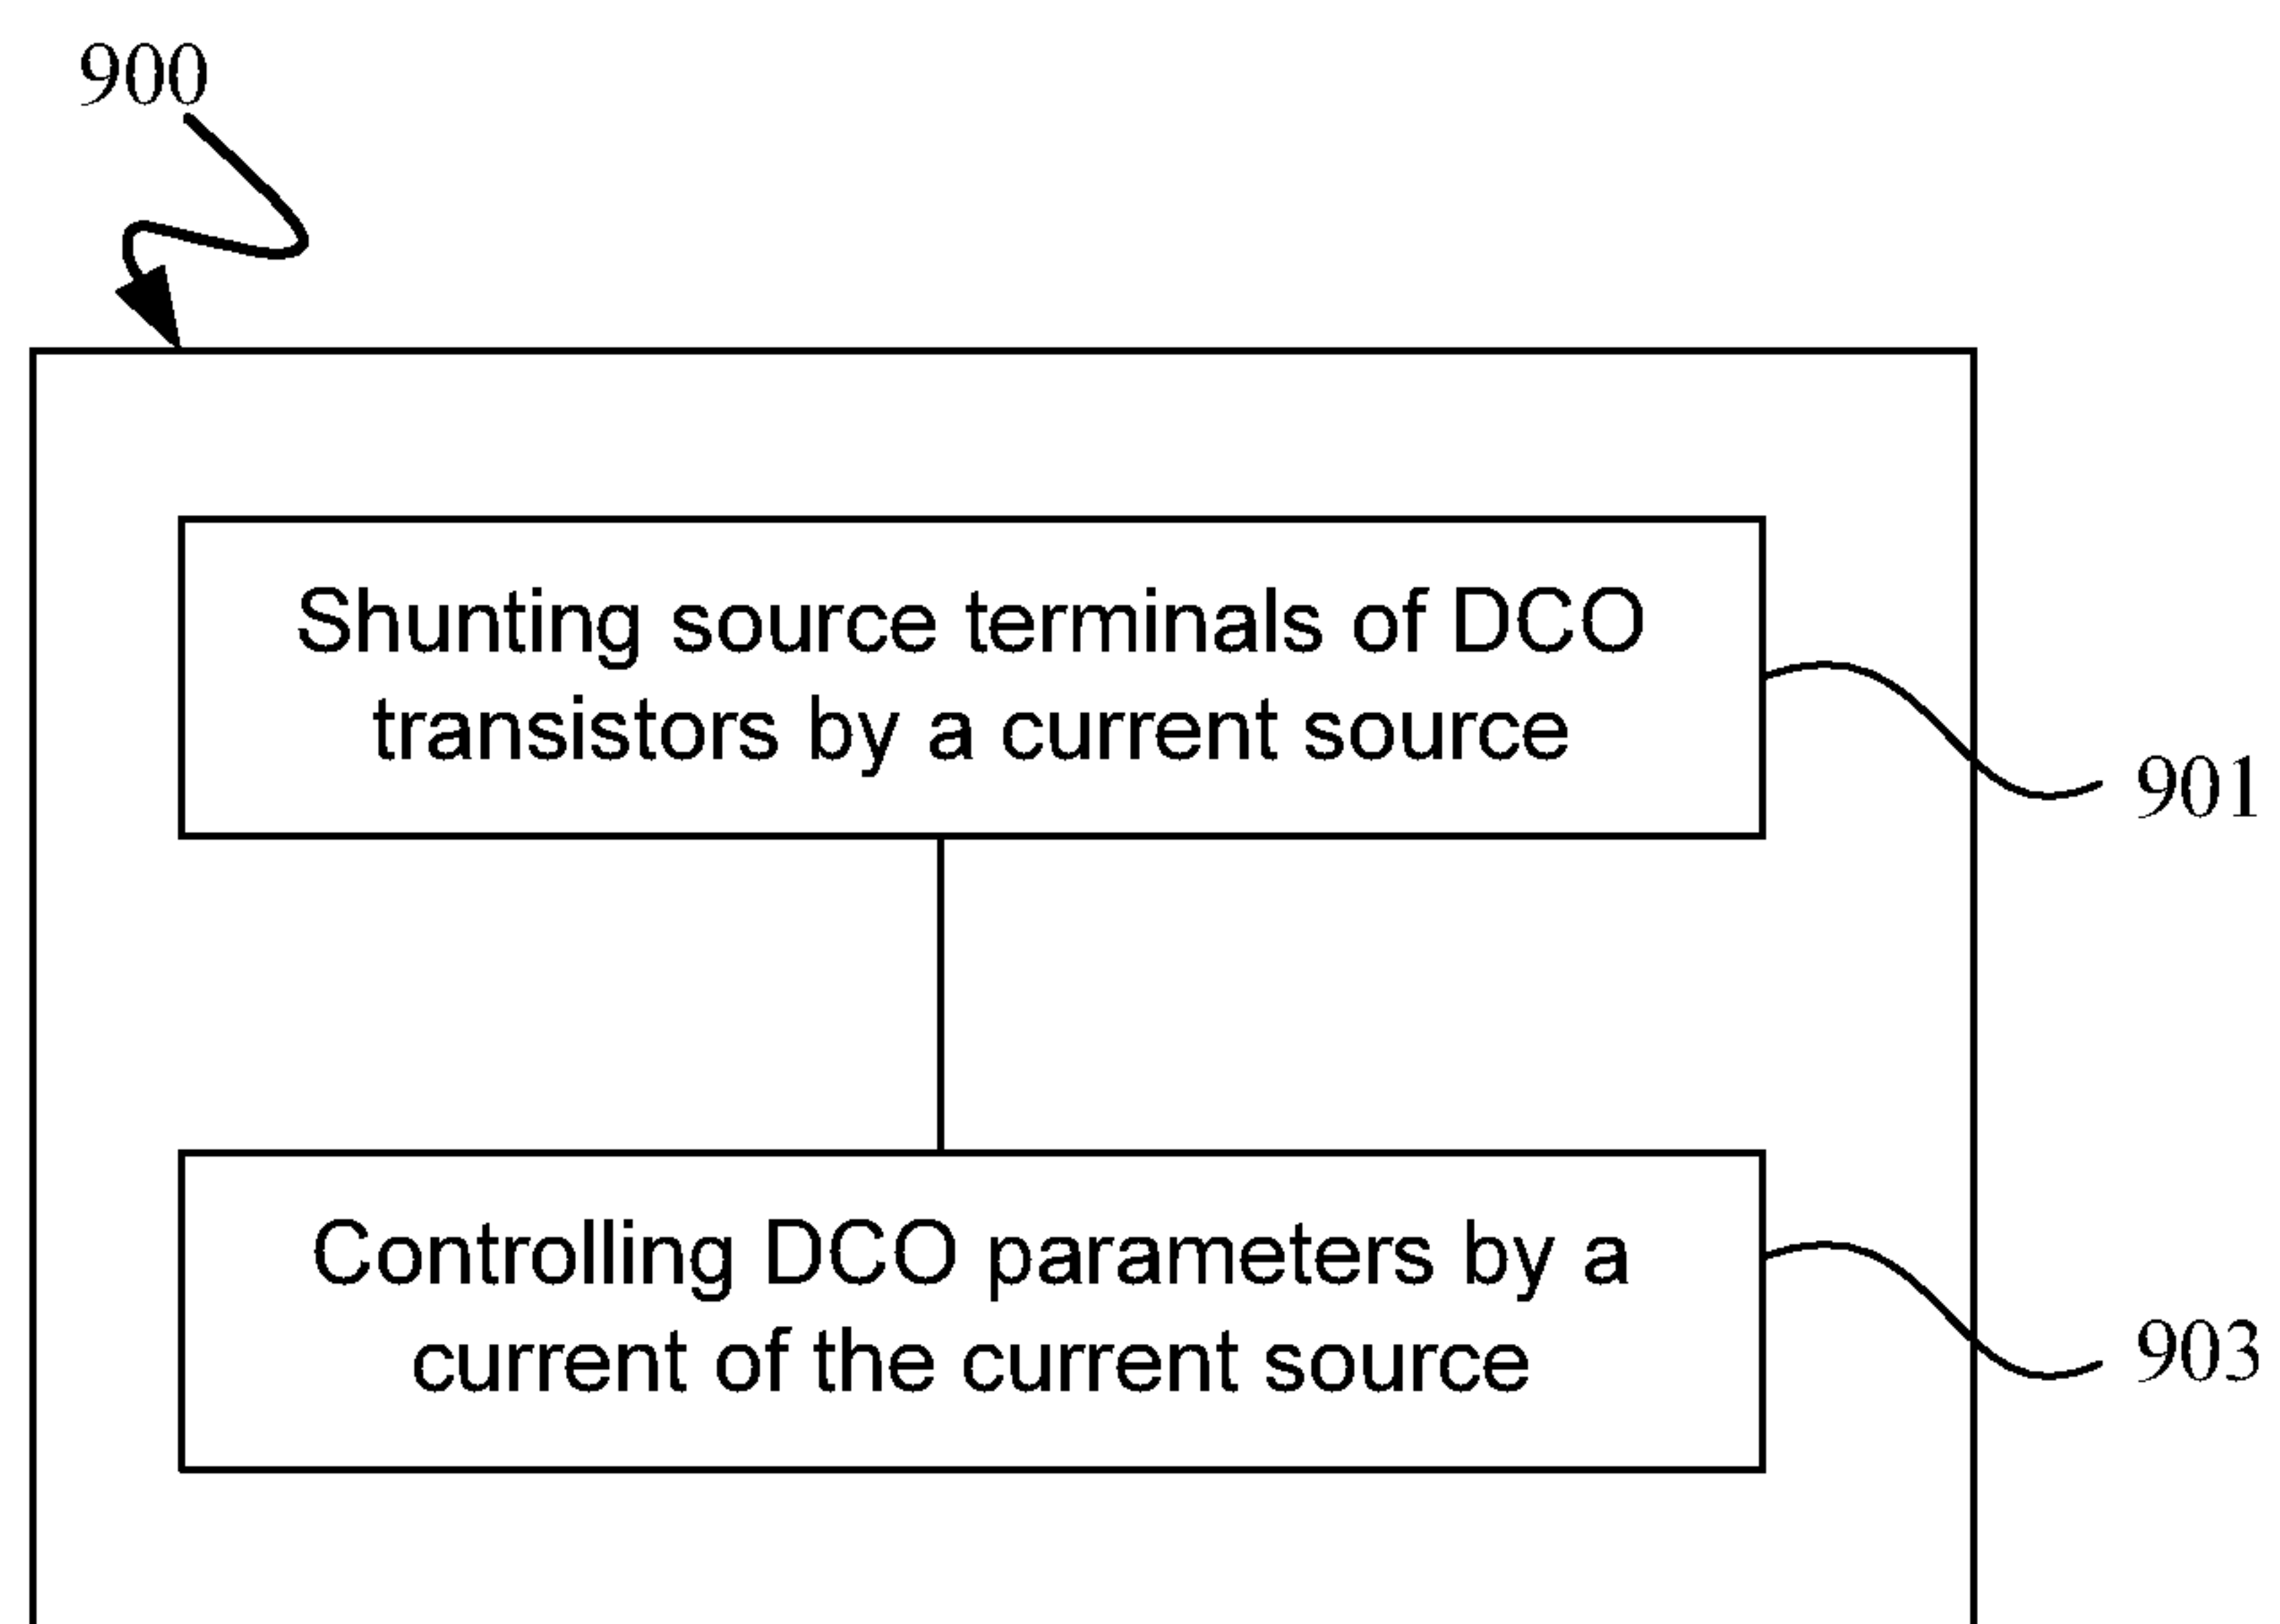 900
Shunting source terminals of DCO
transistors by a current source
901
Controlling DCO parameters by a
current of the current source
903